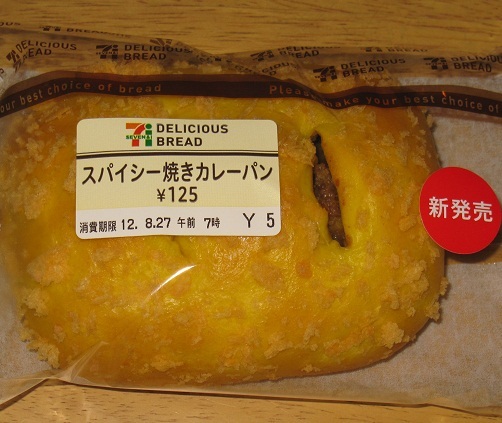 DELICIOUS
BREAD
DELICIOUS
BREAD
our best choice of bread
Please make your best choice of
DELICIOUS
BREAD
スパイシー焼きカレーパン
¥125
消費期限 12. 8.27 午前 7時 Y 5
新発売